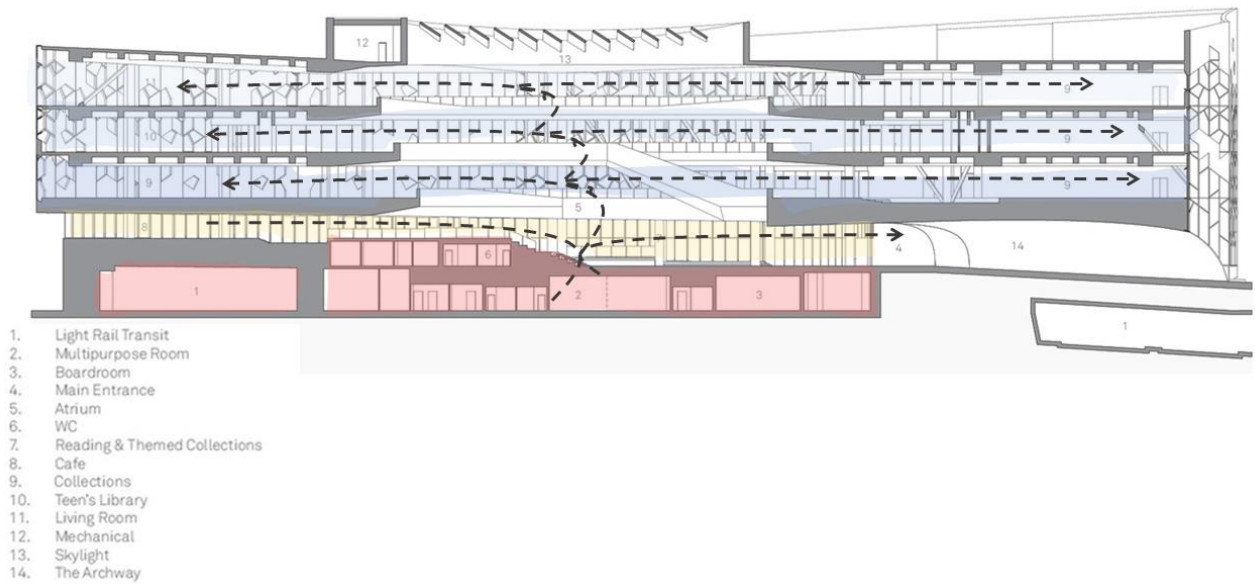 12
13
11
9
10
9
9
9
5
8
4
14
6
1
2
3
1
1. Light Rail Transit
2. Multipurpose Room
3. Boardroom
4. Main Entrance
5. Atrium
6. WC
7. Reading & Themed Collections
8. Cafe
9. Collections
10. Teen's Library
11. Living Room
12. Mechanical
13. Skylight
14. The Archway